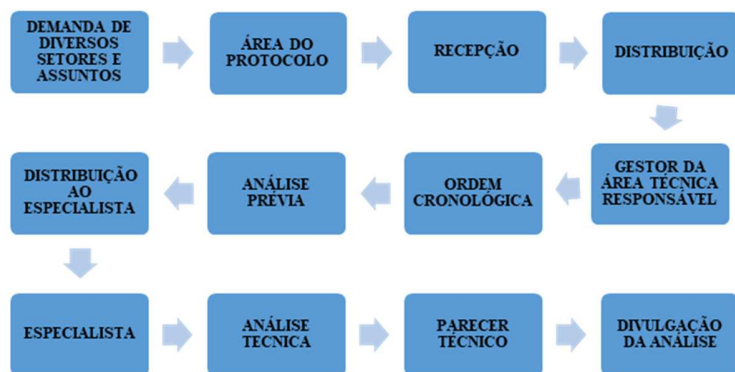 DEMANDA DE
DIVERSOS
SETORES E
ASSUNTOS
ÁREA DO
PROTOCOLO
RECEPÇÃO
DISTRIBUIÇÃO
GESTOR DA
ÁREA TÉCNICA
RESPONSÁVEL
ORDEM
CRONOLÓGICA
ANÁLISE
PRÉVIA
DISTRIBUIÇÃO
AO
ESPECIALISTA
ESPECIALISTA
ANÁLISE
TECNICA
PARECER
TÉCNICO
DIVULGAÇÃO
DA ANÁLISE